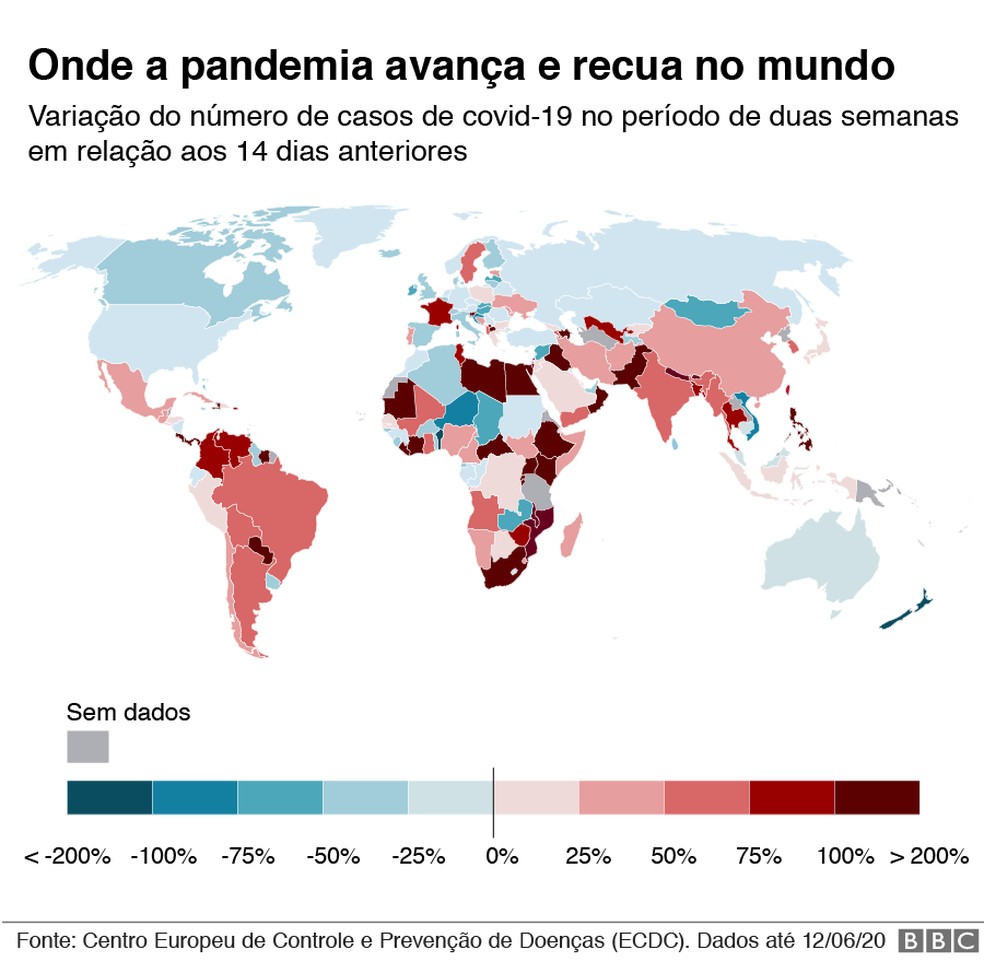 Onde a pandemia avança e recua no mundo
Variação do número de casos de covid-19 no período de duas semanas
em relação aos 14 dias anteriores
Sem dados
< -200% -100% -75% -50% -25% 0% 25% 50% 75% 100% > 200%
Fonte: Centro Europeu de Controle e Prevenção de Doenças (ECDC). Dados até 12/06/20 BBC